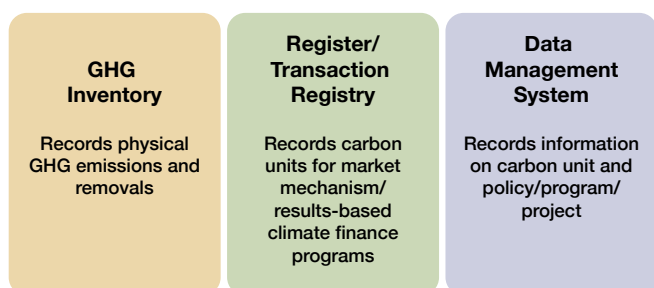 GHG
Inventory
Records physical
GHG emissions and
removals
Register/
Transaction
Registry
Records carbon
units for market
mechanism/
results-based
climate finance
programs
Data
Management
System
Records information
on carbon unit and
policy/program/
project